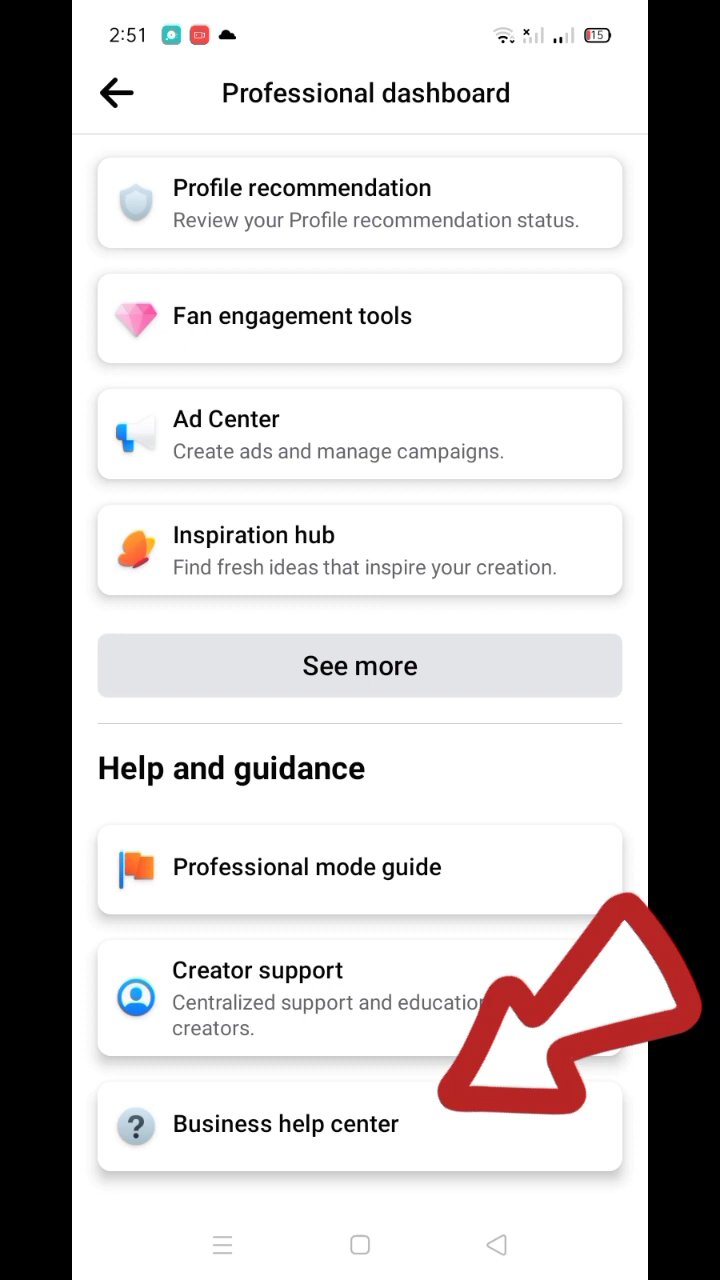 2:51
15
Professional dashboard
Profile recommendation
Review your Profile recommendation status.
Fan engagement tools
Ad Center
Create ads and manage campaigns.
Inspiration hub
Find fresh ideas that inspire your creation.
See more
Help and guidance
Professional mode guide
Creator support
Centralized support and
creators.
?
Business help center